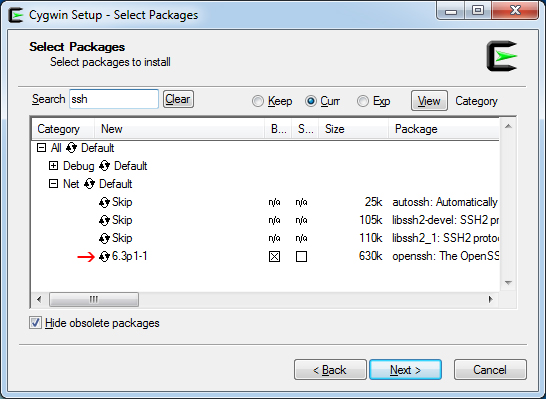 Cygwin Setup - Select Packages
Select Packages
Select packages to install
Search ssh Clear Keep Curr Exp View Category
Category New B... S... Size Package
All Default
Debug Default
Net Default
Skip n/a n/a 25k autossh: Automatically
Skip n/a n/a 105k libssh2-devel: SSH2 pr
Skip n/a n/a 110k libssh2_1: SSH2 proto
6.3p1-1 630k openssh: The OpenSS
Hide obsolete packages
< Back Next > Cancel